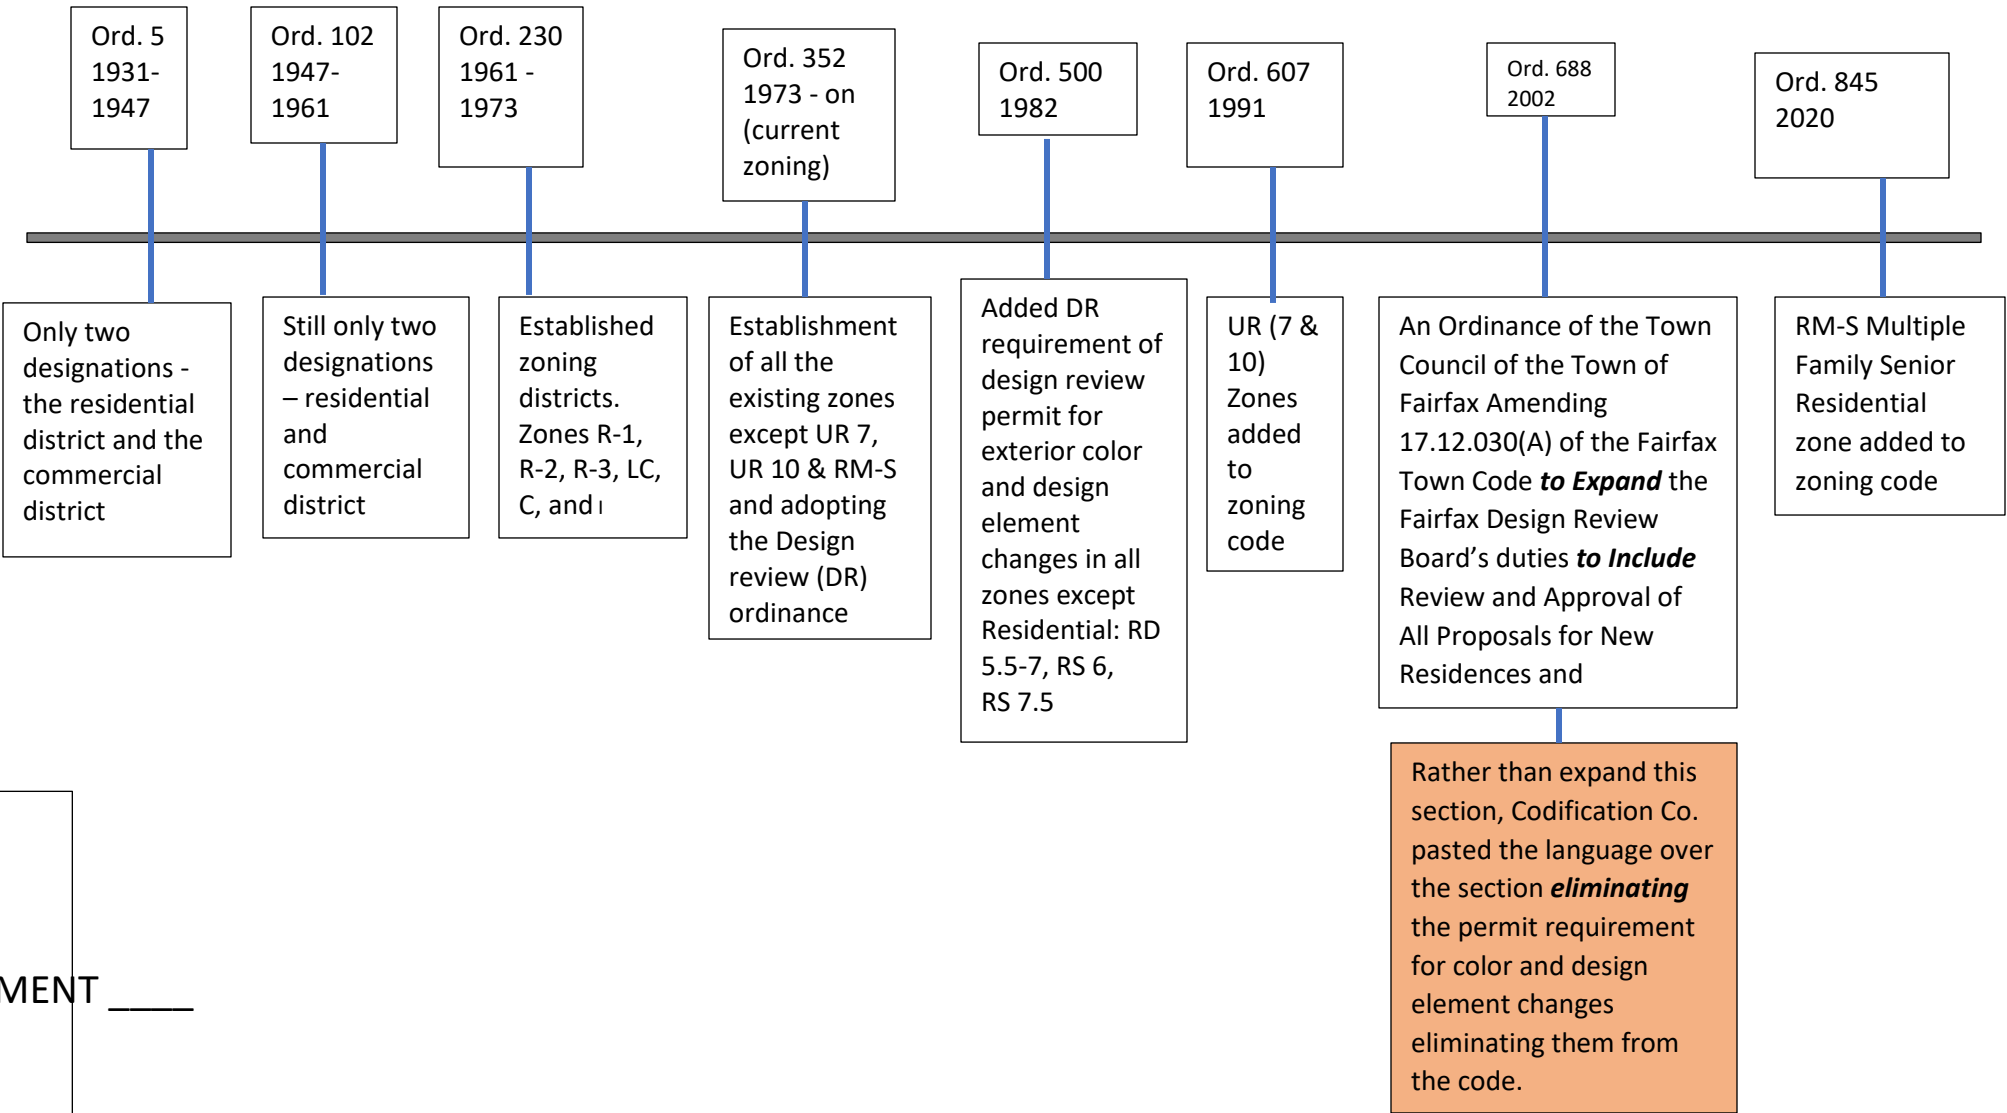 Ord. 5
1931-
1947
Ord. 102
1947-
1961
Ord. 230
1961 -
1973
Ord. 352
1973 - on
(current
zoning)
Ord. 500
1982
Ord. 607
1991
Ord. 688
2002
Ord. 845
2020
Only two
designations -
the residential
district and the
commercial
district
Still only two
designations
– residential
and
commercial
district
Established
zoning
districts.
Zones R-1,
R-2, R-3, LC,
C, and I
Establishment
of all the
existing zones
except UR 7,
UR 10 & RM-S
and adopting
the Design
review (DR)
ordinance
Added DR
requirement of
design review
permit for
exterior color
and design
element
changes in all
zones except
Residential: RD
5.5-7, RS 6,
RS 7.5
UR (7 &
10)
Zones
added
to
zoning
code
An Ordinance of the Town
Council of the Town of
Fairfax Amending
17.12.030(A) of the Fairfax
Town Code to Expand the
Fairfax Design Review
Board’s duties to Include
Review and Approval of
All Proposals for New
Residences and
RM-S Multiple
Family Senior
Residential
zone added to
zoning code
Rather than expand this
section, Codification Co.
pasted the language over
the section eliminating
the permit requirement
for color and design
element changes
eliminating them from
the code.
MENT ____